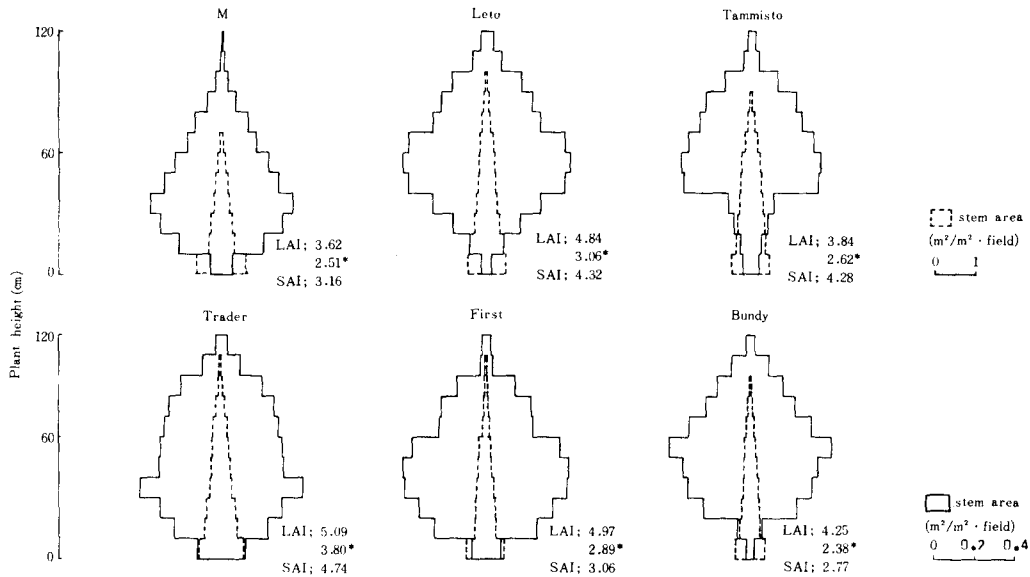 M
Leto
Tammisto
120
60
0
LAI; 3.62
2.51*
SAI; 3.16
LAI; 4.84
3.06*
SAI; 4.32
LAI; 3.84
2.62*
SAI; 4.28
stem area
(m²/m²・field)
0 1
Plant height (cm)
Trader
First
Bundy
120
60
0
LAI; 5.09
3.80*
SAI; 4.74
LAI; 4.97
2.89*
SAI; 3.06
LAI; 4.25
2.38*
SAI; 2.77
stem area
(m²/m²・field)
0 0.2 0.4